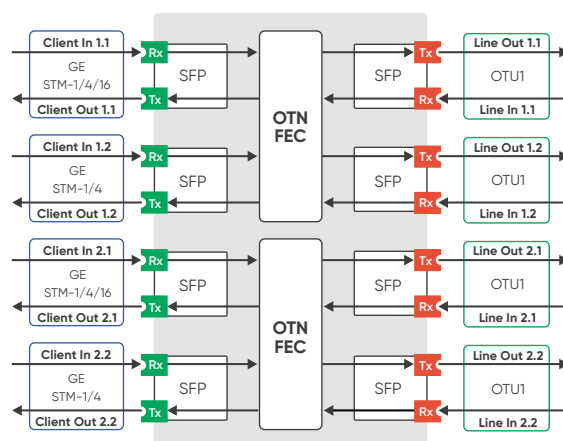 Client In 1.1
Rx
SFP
Tx
Line Out 1.1
GE
STM-1/4/16
SFP
OTU1
Client Out 1.1
Tx
Rx
Line In 1.1
OTN
FEC
Client In 1.2
Rx
SFP
Tx
Line Out 1.2
GE
STM-1/4
SFP
OTU1
Client Out 1.2
Tx
Rx
Line In 1.2
Client In 2.1
Rx
SFP
Tx
Line Out 2.1
GE
STM-1/4/16
SFP
OTU1
Client Out 2.1
Tx
Rx
Line In 2.1
OTN
FEC
Client In 2.2
Rx
SFP
Tx
Line Out 2.2
GE
STM-1/4
SFP
OTU1
Client Out 2.2
Tx
Rx
Line In 2.2